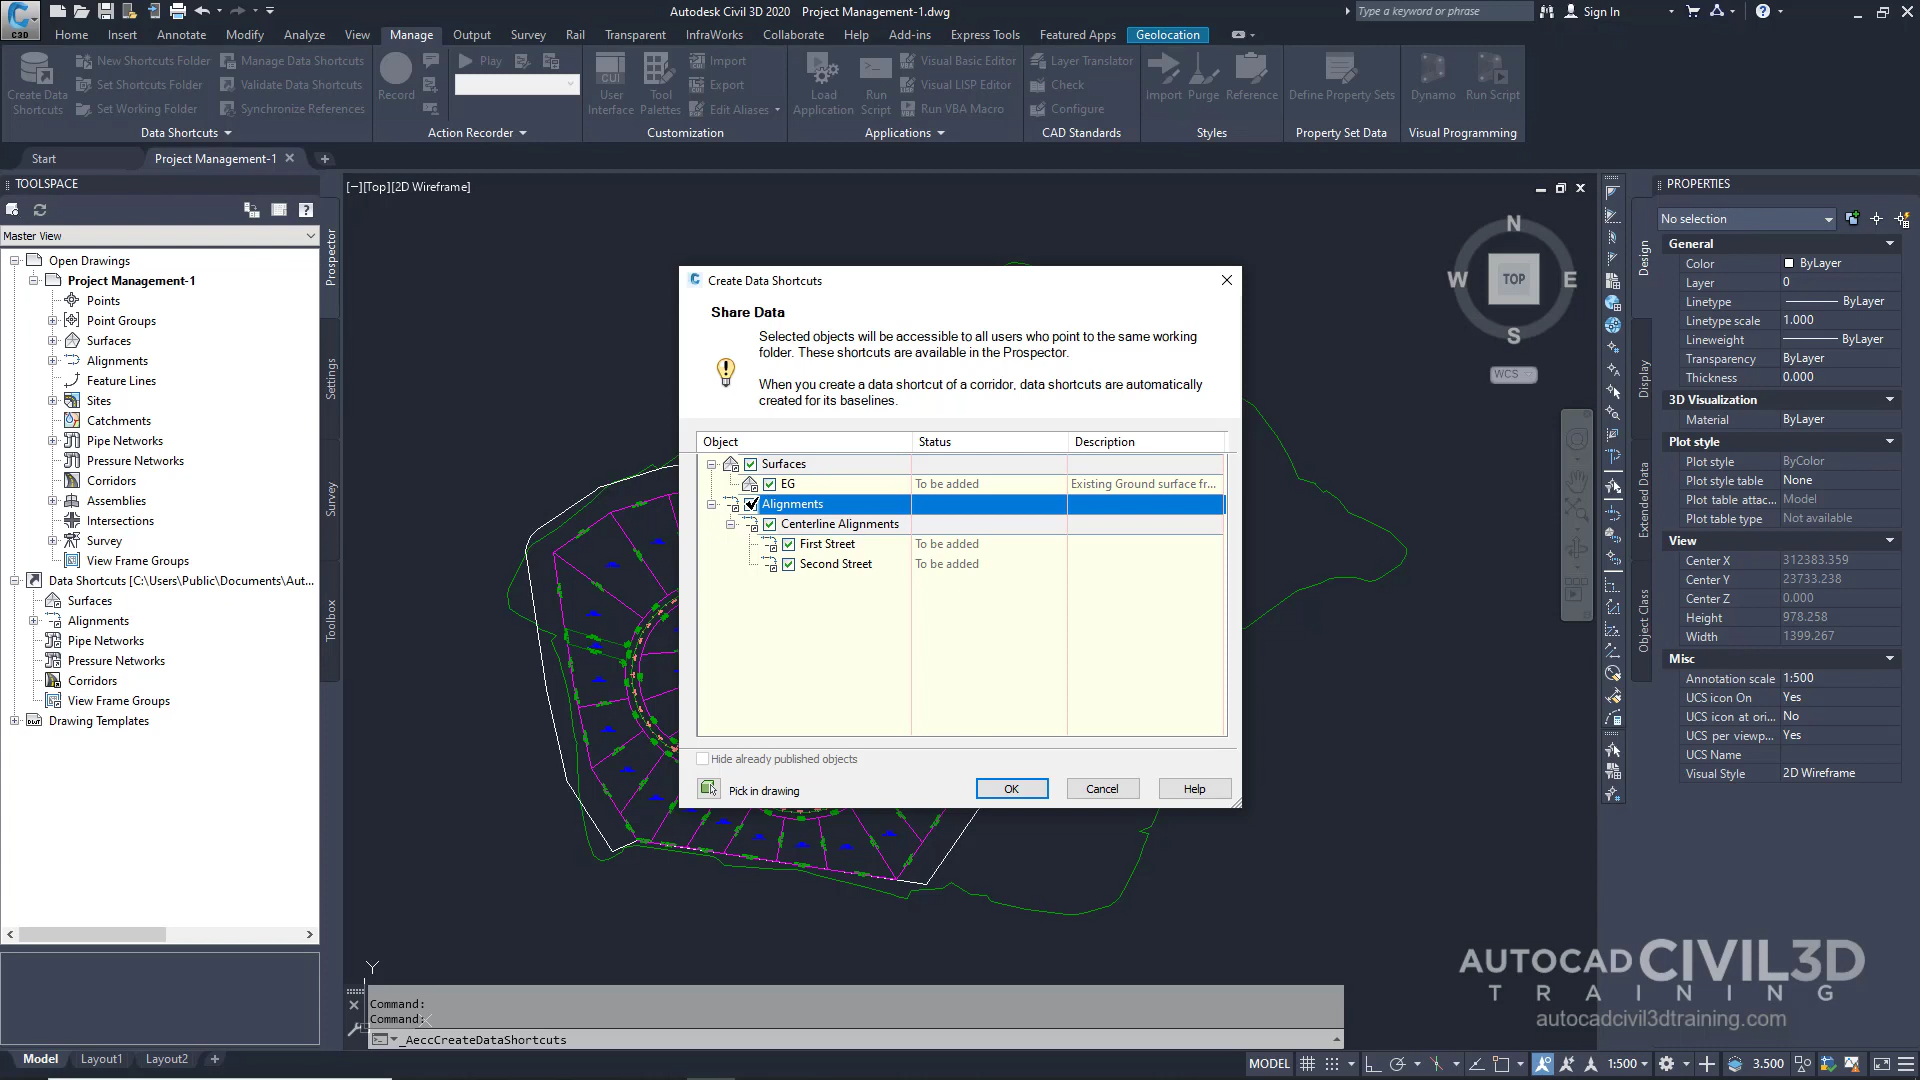 Autodesk Civil 3D 2020 Project Management-1.dwg
Type a keyword or phrase
Sign In
C3D
Home Insert Annotate Modify Analyze View Manage Output Survey Rail Transparent InfraWorks Collaborate Help Add-ins Express Tools Featured Apps Geolocation
Create Data Shortcuts
New Shortcuts Folder
Set Shortcuts Folder
Set Working Folder
Manage Data Shortcuts
Validate Data Shortcuts
Synchronize References
Data Shortcuts
Record
Play
Action Recorder
CUI
User Interface
Tool Palettes
Import
Export
Edit Aliases
Customization
Load Application
Run Script
Visual Basic Editor
Visual LISP Editor
Run VBA Macro
Applications
Layer Translator
Check
Configure
CAD Standards
Import Purge Reference
Styles
Define Property Sets
Property Set Data
Dynamo Run Script
Visual Programming
Start
Project Management-1
TOOLSPACE
Master View
Open Drawings
Project Management-1
Points
Point Groups
Surfaces
Alignments
Feature Lines
Sites
Catchments
Pipe Networks
Pressure Networks
Corridors
Assemblies
Intersections
Survey
View Frame Groups
Data Shortcuts [C:\Users\Public\Documents\Aut...
Surfaces
Alignments
Pipe Networks
Pressure Networks
Corridors
View Frame Groups
Drawing Templates
Prospector
Settings
Survey
Toolbox
[−][Top][2D Wireframe]
N
W
TOP
E
S
WCS
Create Data Shortcuts
Share Data
Selected objects will be accessible to all users who point to the same working
folder. These shortcuts are available in the Prospector.
When you create a data shortcut of a corridor, data shortcuts are automatically
created for its baselines.
Object Status Description
Surfaces
EG To be added Existing Ground surface fr...
Alignments
Centerline Alignments
First Street To be added
Second Street To be added
Hide already published objects
Pick in drawing
OK
Cancel
Help
Y
Command:
Command:
_AeccCreateDataShortcuts
PROPERTIES
No selection
Design
Display
Extended Data
Object Class
General
Color ByLayer
Layer 0
Linetype ByLayer
Linetype scale 1.000
Lineweight ByLayer
Transparency ByLayer
Thickness 0.000
3D Visualization
Material ByLayer
Plot style
Plot style ByColor
Plot style table None
Plot table attac... Model
Plot table type Not available
View
Center X 312383.359
Center Y 23733.238
Center Z 0.000
Height 978.258
Width 1399.267
Misc
Annotation scale 1:500
UCS icon On Yes
UCS icon at ori... No
UCS per viewp... Yes
UCS Name
Visual Style 2D Wireframe
AUTOCAD CIVIL3D
TRAINING
autocadcivil3dtraining.com
Model Layout1 Layout2
MODEL
1:500
3.500